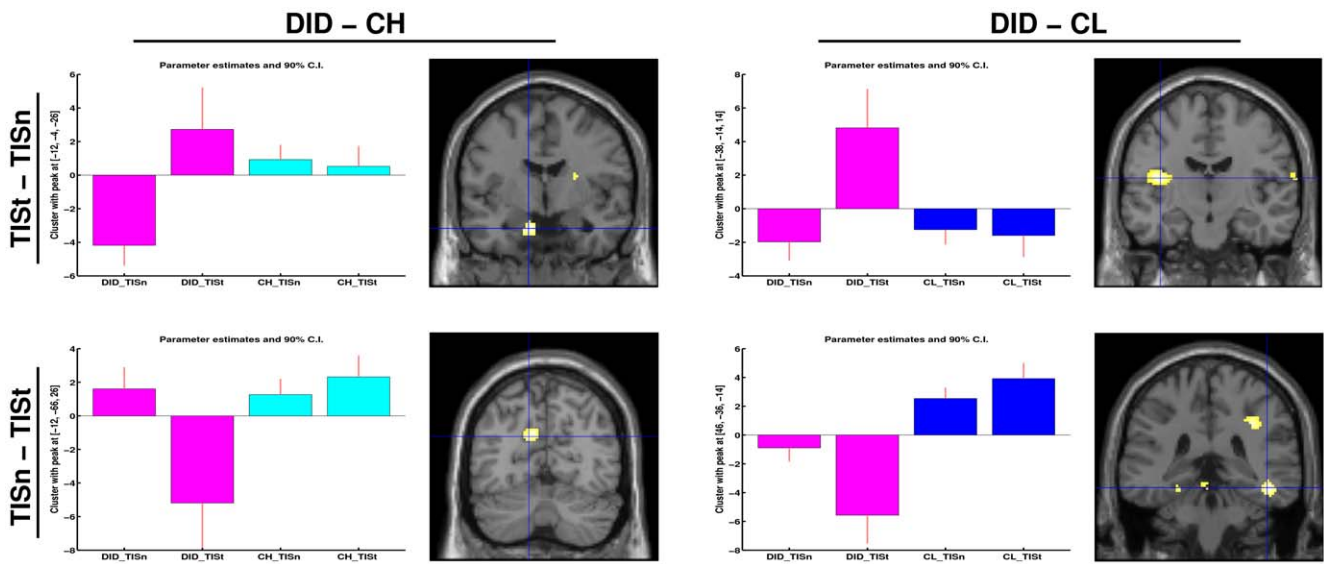 DID – CH
DID – CL
TISt – TISn
Parameter estimates and 90% C.I.
Cluster with peak at [-12, -4, -26]
6
4
2
0
−2
−4
−6
DID_TISn DID_TISt CH_TISn CH_TISt
Parameter estimates and 90% C.I.
Cluster with peak at [-38, -14, 14]
8
6
4
2
0
−2
−4
DID_TISn DID_TISt CL_TISn CL_TISt
TISn – TISt
Parameter estimates and 90% C.I.
Cluster with peak at [-12, -66, 26]
4
2
0
−2
−4
−6
−8
DID_TISn DID_TISt CH_TISn CH_TISt
Parameter estimates and 90% C.I.
Cluster with peak at [46, -36, -14]
6
4
2
0
−2
−4
−6
−8
DID_TISn DID_TISt CL_TISn CL_TISt